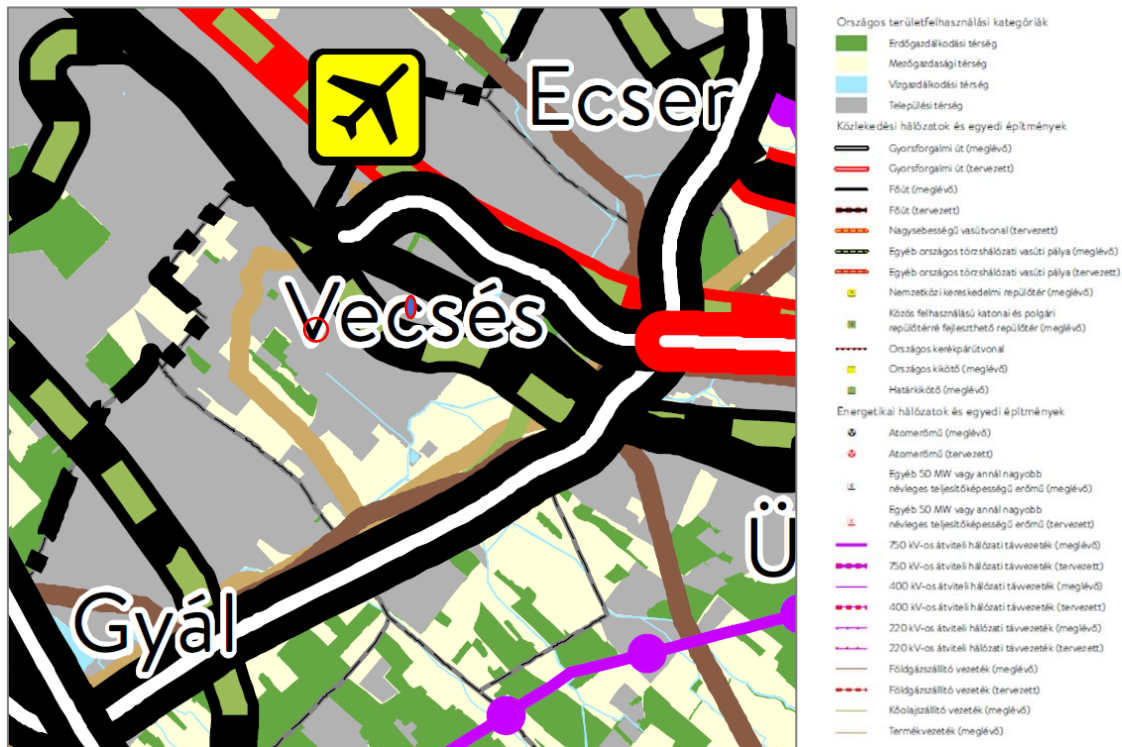 Ecser
Vecsés
Gyál
Ü
Országos területfelhasználási kategóriák
Erdőgazdálkodási térség
Mezőgazdasági térség
Vízgazdálkodási térség
Települési térség
Közlekedési hálózatok és egyedi építmények
Gyorsforgalmi út (meglévő)
Gyorsforgalmi út (tervezett)
Főút (meglévő)
Főút (tervezett)
Nagysebességű vasútvonal (tervezett)
Egyéb országos törzshálózati vasúti pálya (meglévő)
Egyéb országos törzshálózati vasúti pálya (tervezett)
Nemzetközi kereskedelmi repülőtér (meglévő)
Közös felhasználású katonai és polgári
repülőtérré fejleszthető repülőtér (meglévő)
Országos kerékpárútvonal
Országos kikötő (meglévő)
Határkikötő (meglévő)
Energetikai hálózatok és egyedi építmények
Atomerőmű (meglévő)
Atomerőmű (tervezett)
Egyéb 50 MW vagy annál nagyobb
névleges teljesítőképességű erőmű (meglévő)
Egyéb 50 MW vagy annál nagyobb
névleges teljesítőképességű erőmű (tervezett)
750 kV-os átviteli hálózati távvezeték (meglévő)
750 kV-os átviteli hálózati távvezeték (tervezett)
400 kV-os átviteli hálózati távvezeték (meglévő)
400 kV-os átviteli hálózati távvezeték (tervezett)
220 kV-os átviteli hálózati távvezeték (meglévő)
220 kV-os átviteli hálózati távvezeték (tervezett)
Földgázszállító vezeték (meglévő)
Földgázszállító vezeték (tervezett)
Kőolajszállító vezeték (meglévő)
Termékvezeték (meglévő)